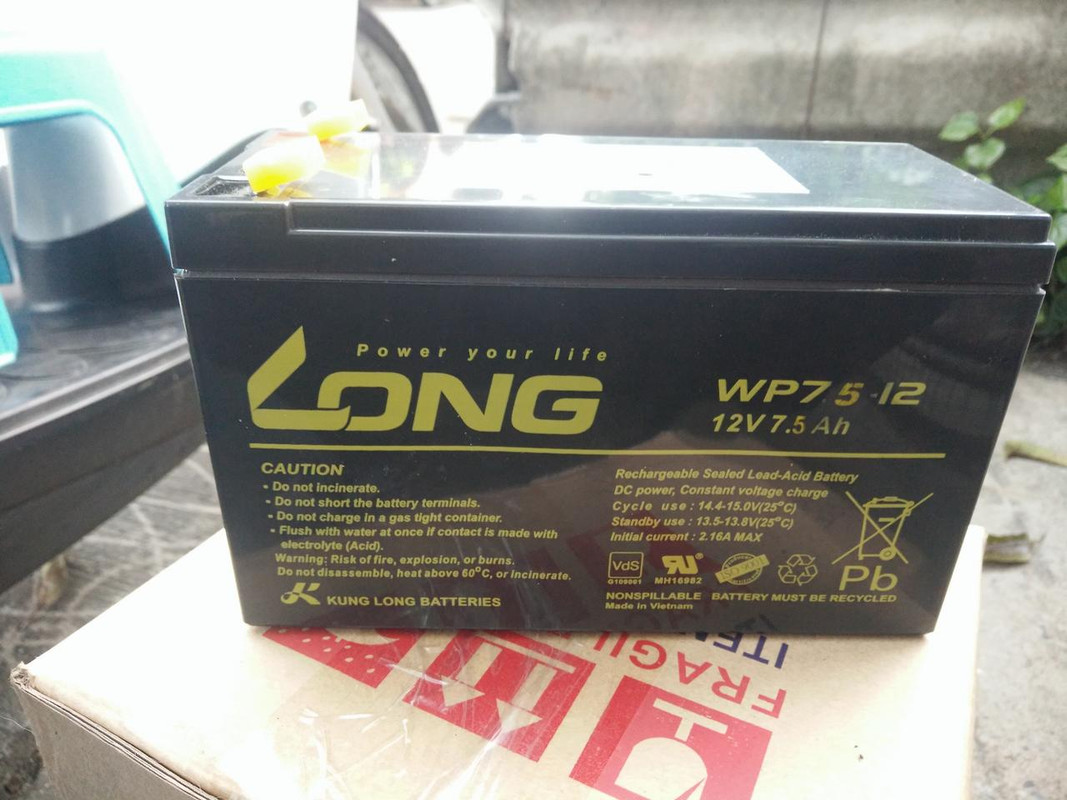 Power your life
LONG
WP7.5-12
12V 7.5 Ah
CAUTION
• Do not incinerate.
• Do not short the battery terminals.
• Do not charge in a gas tight container.
• Flush with water at once if contact is made with
electrolyte (Acid).
Warning: Risk of fire, explosion, or burns.
Do not disassemble, heat above 60°C, or incinerate.
KUNG LONG BATTERIES
Rechargeable Sealed Lead-Acid Battery
DC power, Constant voltage charge
Cycle use : 14.4-15.0V(25°C)
Standby use : 13.5-13.8V(25°C)
Initial current : 2.16A MAX
VdS
RU
ISO 9001
MH16982
Pb
NONSPILLABLE BATTERY MUST BE RECYCLED
Made in Vietnam
FRAGILE